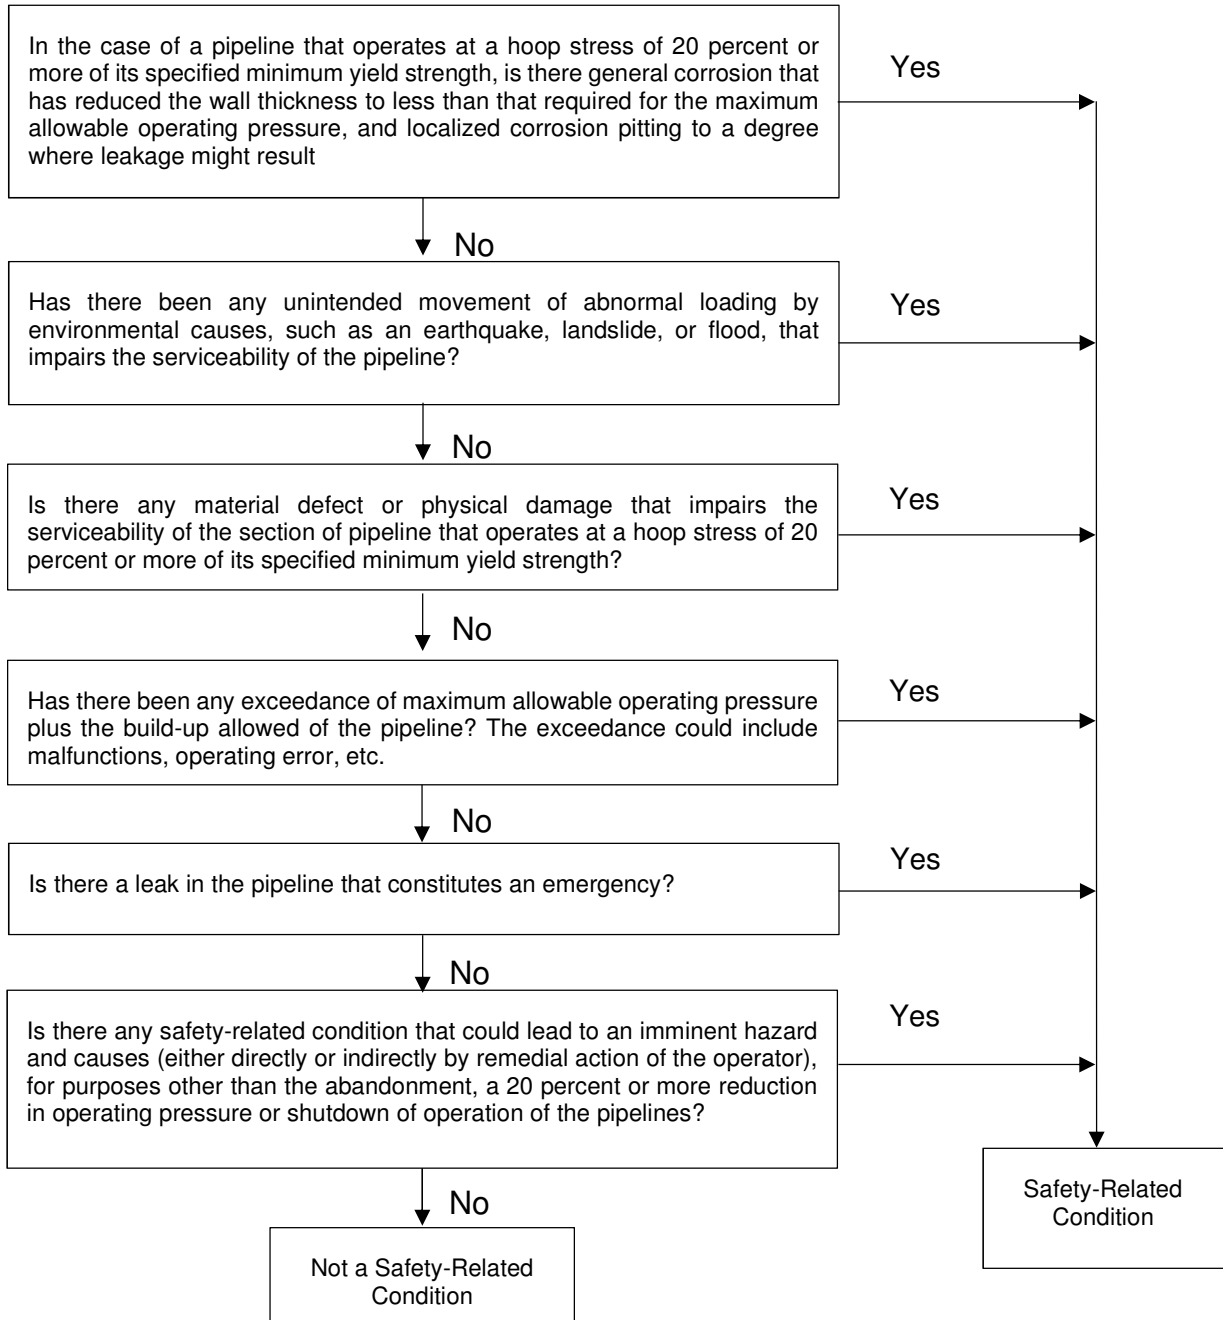 In the case of a pipeline that operates at a hoop stress of 20 percent or
more of its specified minimum yield strength, is there general corrosion that
has reduced the wall thickness to less than that required for the maximum
allowable operating pressure, and localized corrosion pitting to a degree
where leakage might result
Yes
No
Has there been any unintended movement of abnormal loading by
environmental causes, such as an earthquake, landslide, or flood, that
impairs the serviceability of the pipeline?
Yes
No
Is there any material defect or physical damage that impairs the
serviceability of the section of pipeline that operates at a hoop stress of 20
percent or more of its specified minimum yield strength?
Yes
No
Has there been any exceedance of maximum allowable operating pressure
plus the build-up allowed of the pipeline? The exceedance could include
malfunctions, operating error, etc.
Yes
No
Is there a leak in the pipeline that constitutes an emergency?
Yes
No
Is there any safety-related condition that could lead to an imminent hazard
and causes (either directly or indirectly by remedial action of the operator),
for purposes other than the abandonment, a 20 percent or more reduction
in operating pressure or shutdown of operation of the pipelines?
Yes
No
Safety-Related
Condition
Not a Safety-Related
Condition